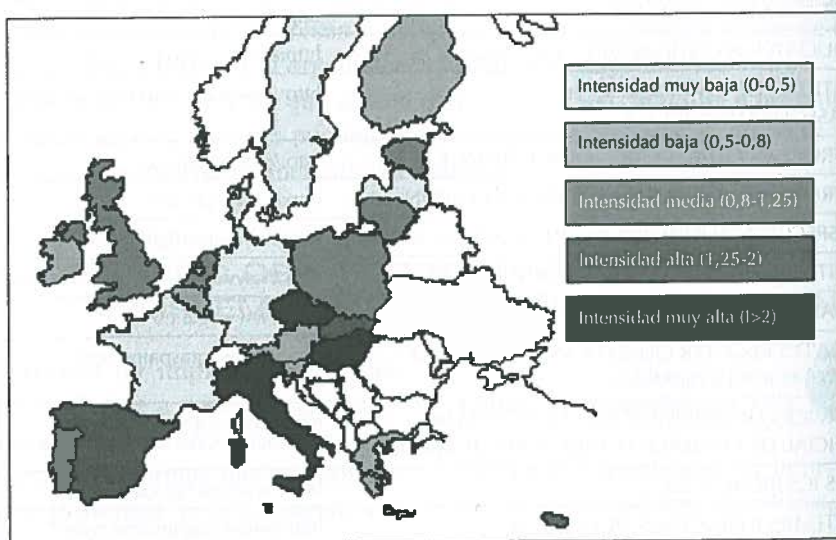 Intensidad muy baja (0-0,5)
Intensidad baja (0,5-0,8)
Intensidad media (0,8-1,25)
Intensidad alta (1,25-2)
Intensidad muy alta (I>2)